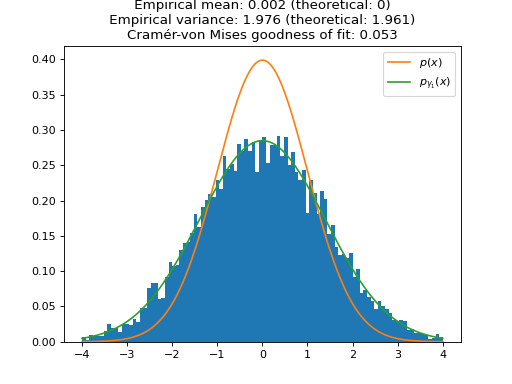 Empirical mean: 0.002 (theoretical: 0)
Empirical variance: 1.976 (theoretical: 1.961)
Cramér-von Mises goodness of fit: 0.053
0.40
0.35
0.30
0.25
0.20
0.15
0.10
0.05
0.00
p(x)
pγ₁(x)
−4 −3 −2 −1 0 1 2 3 4